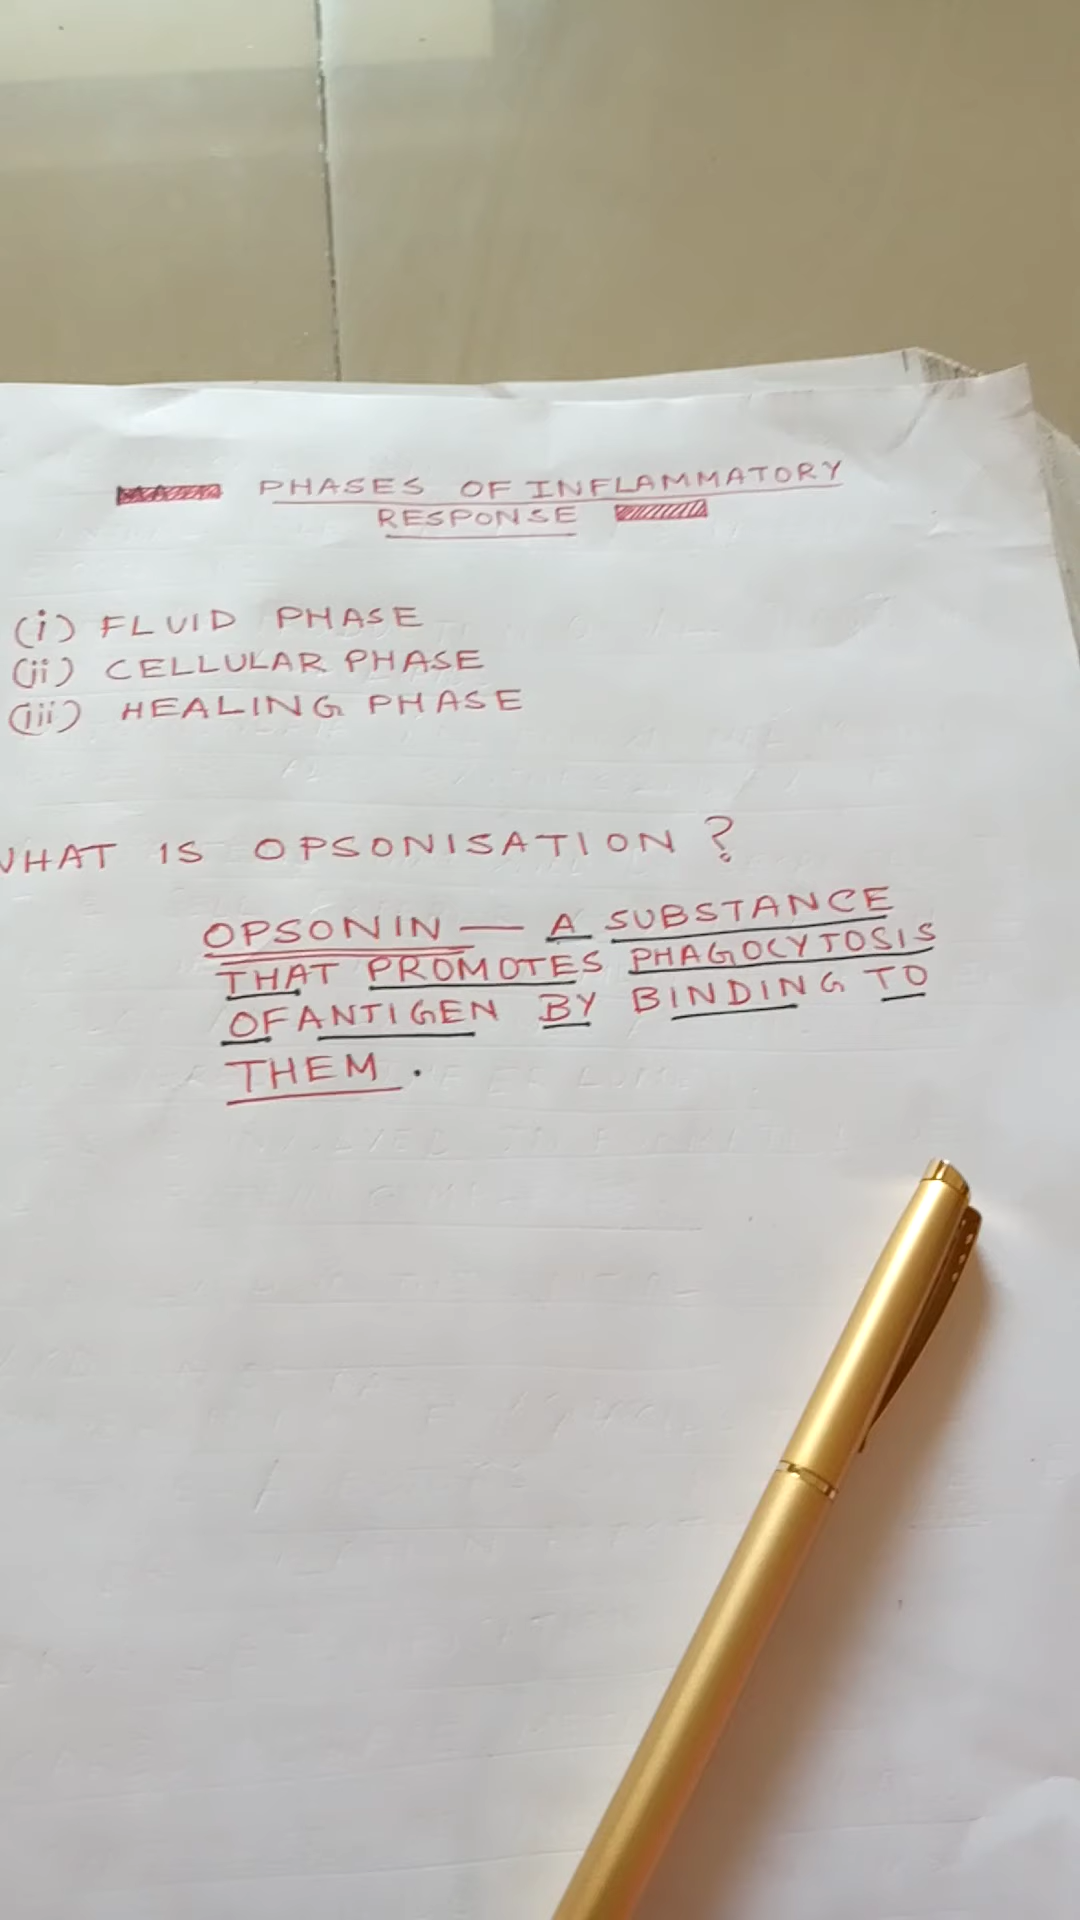 PHASES OF INFLAMMATORY
RESPONSE
(i) FLUID PHASE
(ii) CELLULAR PHASE
(iii) HEALING PHASE
WHAT IS OPSONISATION ?
OPSONIN — A SUBSTANCE
THAT PROMOTES PHAGOCYTOSIS
OF ANTIGEN BY BINDING TO
THEM .